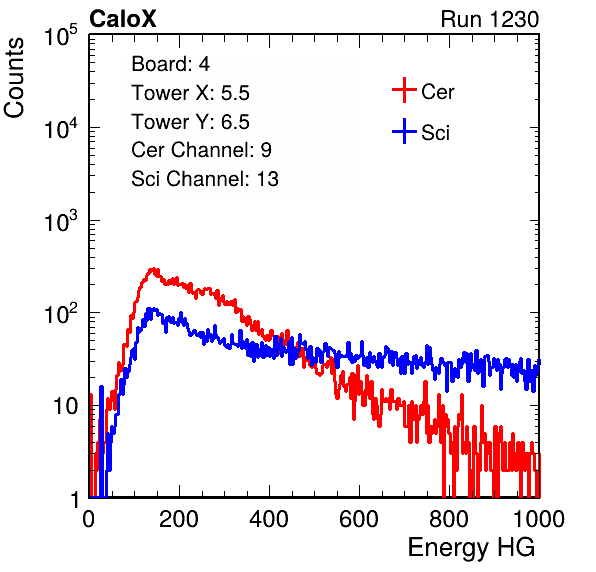 CaloX Run 1230
Counts
10^5
10^4
10^3
10^2
10
1
Board: 4
Tower X: 5.5
Tower Y: 6.5
Cer Channel: 9
Sci Channel: 13
Cer
Sci
0 200 400 600 800 1000
Energy HG